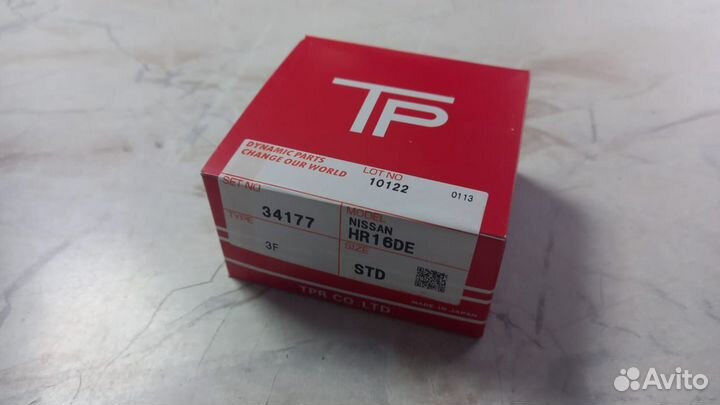 TP
DYNAMIC PARTS
CHANGE OUR WORLD
LOT NO
10122
0113
SET NO
34177
MODEL
NISSAN
HR16DE
TYPE
3F
SIZE
STD
TPR CO.,LTD.
MADE IN JAPAN
Avito